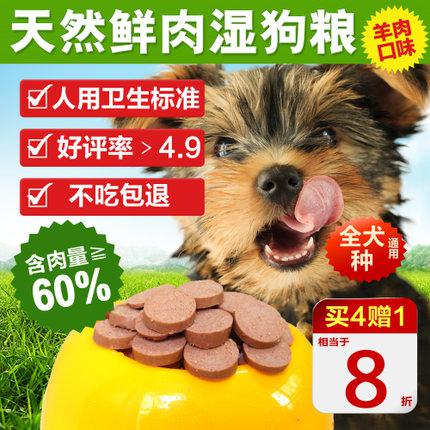 天然鲜肉湿狗粮
羊肉
口味
人用卫生标准
好评率>4.9
不吃包退
含肉量≥
60%
全犬
种通用
买4赠1
相当于
8折